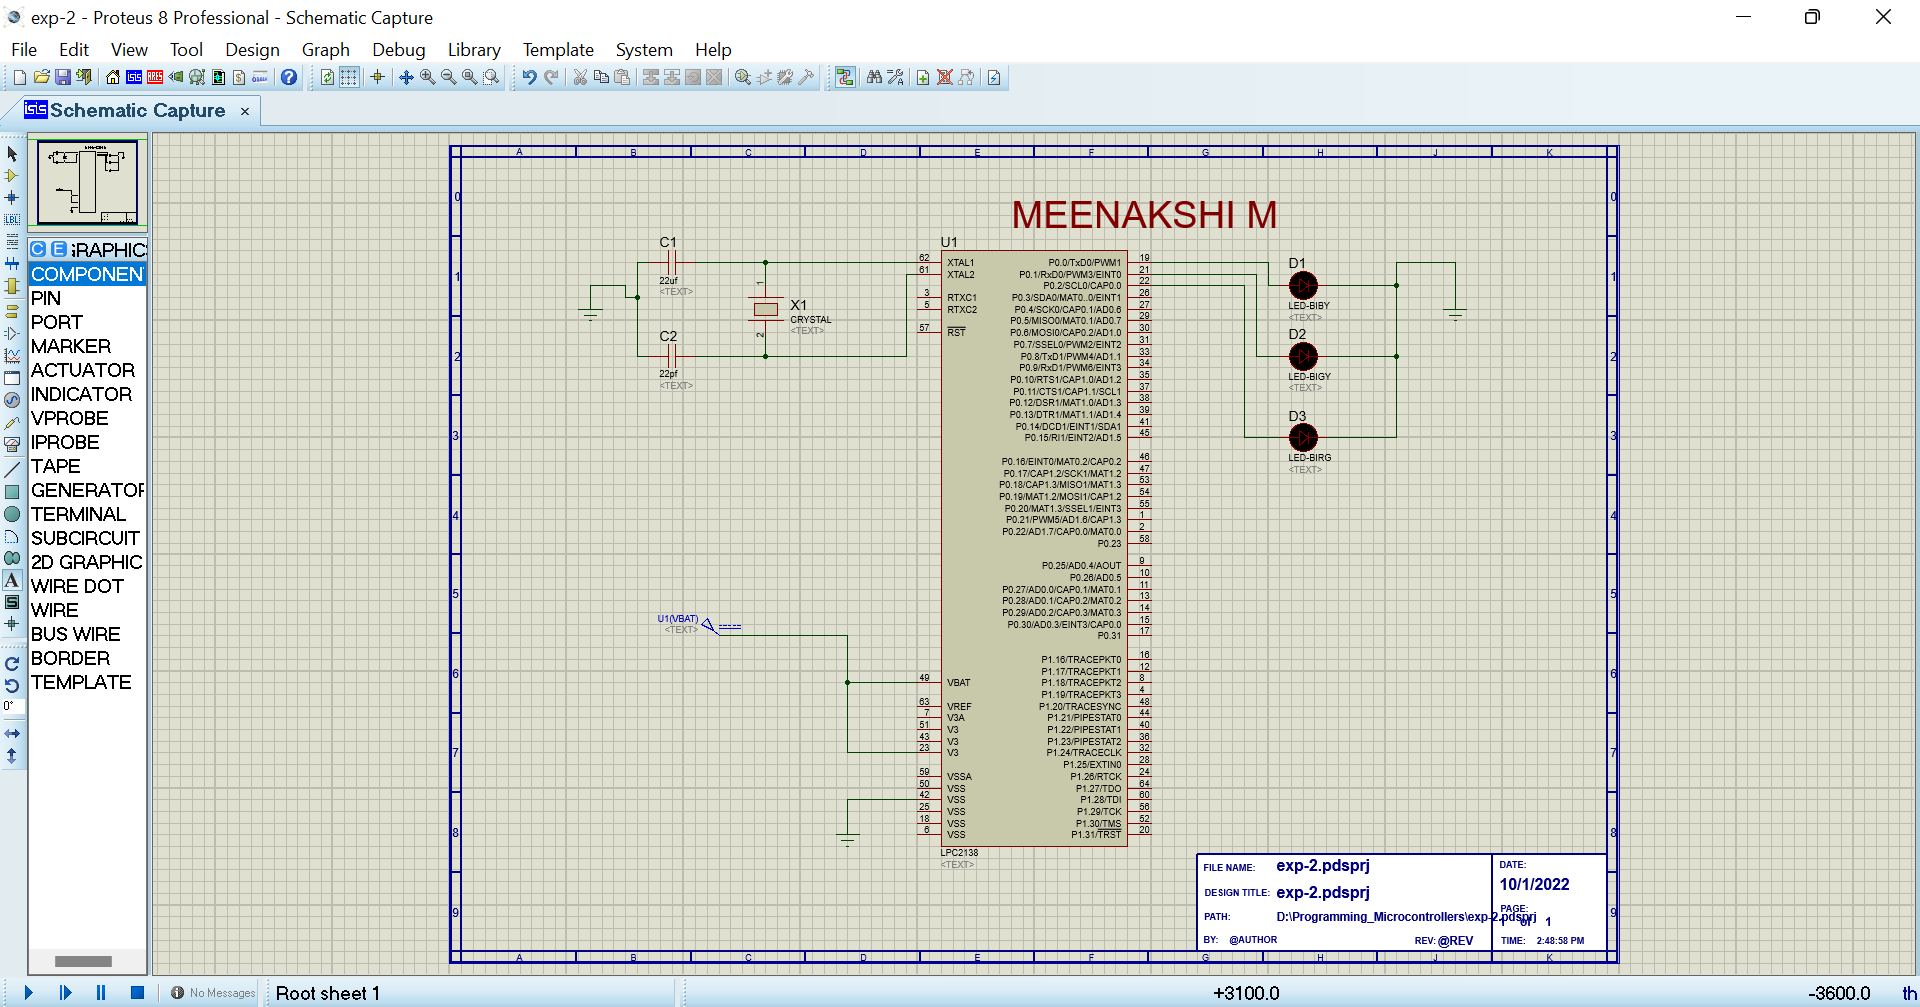 exp-2 - Proteus 8 Professional - Schematic Capture
File Edit View Tool Design Graph Debug Library Template System Help
isis Schematic Capture ×
C E
COMPONEN
PIN
PORT
MARKER
ACTUATOR
INDICATOR
VPROBE
IPROBE
TAPE
GENERATOR
TERMINAL
SUBCIRCUIT
2D GRAPHIC
WIRE DOT
WIRE
BUS WIRE
BORDER
TEMPLATE
LBL
A
S
0°
A B C D E F G H J K
0 1 2 3 4 5 6 7 8 9
MEENAKSHI M
C1
22uf
<TEXT>
C2
22pf
<TEXT>
X1
CRYSTAL
<TEXT>
1
2
U1
62 XTAL1
61 XTAL2
3 RTXC1
5 RTXC2
57 RST
U1(VBAT)
<TEXT>
49 VBAT
63 VREF
7 V3A
51 V3
43 V3
23 V3
59 VSSA
50 VSS
42 VSS
25 VSS
18 VSS
6 VSS
P0.0/TxD0/PWM1 19
P0.1/RxD0/PWM3/EINT0 21
P0.2/SCL0/CAP0.0 22
P0.3/SDA0/MAT0..0/EINT1 26
P0.4/SCK0/CAP0.1/AD0.6 27
P0.5/MISO0/MAT0.1/AD0.7 29
P0.6/MOSI0/CAP0.2/AD1.0 30
P0.7/SSEL0/PWM2/EINT2 31
P0.8/TxD1/PWM4/AD1.1 33
P0.9/RxD1/PWM6/EINT3 34
P0.10/RTS1/CAP1.0/AD1.2 35
P0.11/CTS1/CAP1.1/SCL1 37
P0.12/DSR1/MAT1.0/AD1.3 38
P0.13/DTR1/MAT1.1/AD1.4 39
P0.14/DCD1/EINT1/SDA1 41
P0.15/RI1/EINT2/AD1.5 45
P0.16/EINT0/MAT0.2/CAP0.2 46
P0.17/CAP1.2/SCK1/MAT1.2 47
P0.18/CAP1.3/MISO1/MAT1.3 53
P0.19/MAT1.2/MOSI1/CAP1.2 54
P0.20/MAT1.3/SSEL1/EINT3 55
P0.21/PWM5/AD1.6/CAP1.3 1
P0.22/AD1.7/CAP0.0/MAT0.0 2
P0.23 58
P0.25/AD0.4/AOUT 9
P0.26/AD0.5 10
P0.27/AD0.0/CAP0.1/MAT0.1 11
P0.28/AD0.1/CAP0.2/MAT0.2 13
P0.29/AD0.2/CAP0.3/MAT0.3 14
P0.30/AD0.3/EINT3/CAP0.0 15
P0.31 17
P1.16/TRACEPKT0 16
P1.17/TRACEPKT1 12
P1.18/TRACEPKT2 8
P1.19/TRACEPKT3 4
P1.20/TRACESYNC 48
P1.21/PIPESTAT0 44
P1.22/PIPESTAT1 40
P1.23/PIPESTAT2 36
P1.24/TRACECLK 32
P1.25/EXTIN0 28
P1.26/RTCK 24
P1.27/TDO 64
P1.28/TDI 60
P1.29/TCK 56
P1.30/TMS 52
P1.31/TRST 20
LPC2138
<TEXT>
D1
LED-BIBY
<TEXT>
D2
LED-BIGY
<TEXT>
D3
LED-BIRG
<TEXT>
FILE NAME: exp-2.pdsprj
DESIGN TITLE: exp-2.pdsprj
PATH: D:\Programming_Microcontrollers\exp-2.pdsprj
BY: @AUTHOR REV: @REV
DATE:
10/1/2022
PAGE:
1 of 1
TIME: 2:48:58 PM
A B C D E F G H J K
No Messages Root sheet 1 +3100.0 -3600.0 th